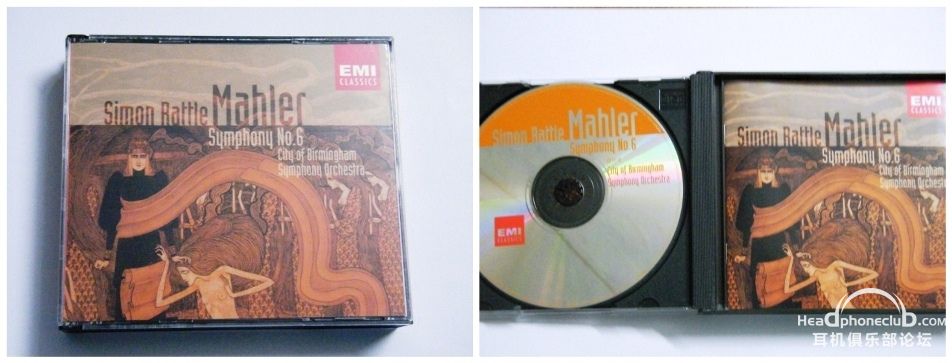 EMI
CLASSICS
Simon Rattle Mahler
Symphony No.6
City of Birmingham
Symphony Orchestra
Simon Rattle Mahler
Symphony No.6
City of Birmingham
Symphony Orchestra
EMI
CLASSICS
EMI
CLASSICS
Simon Rattle Mahler
Symphony No.6
City of Birmingham
Symphony Orchestra
Headphoneclub.com
耳机俱乐部论坛